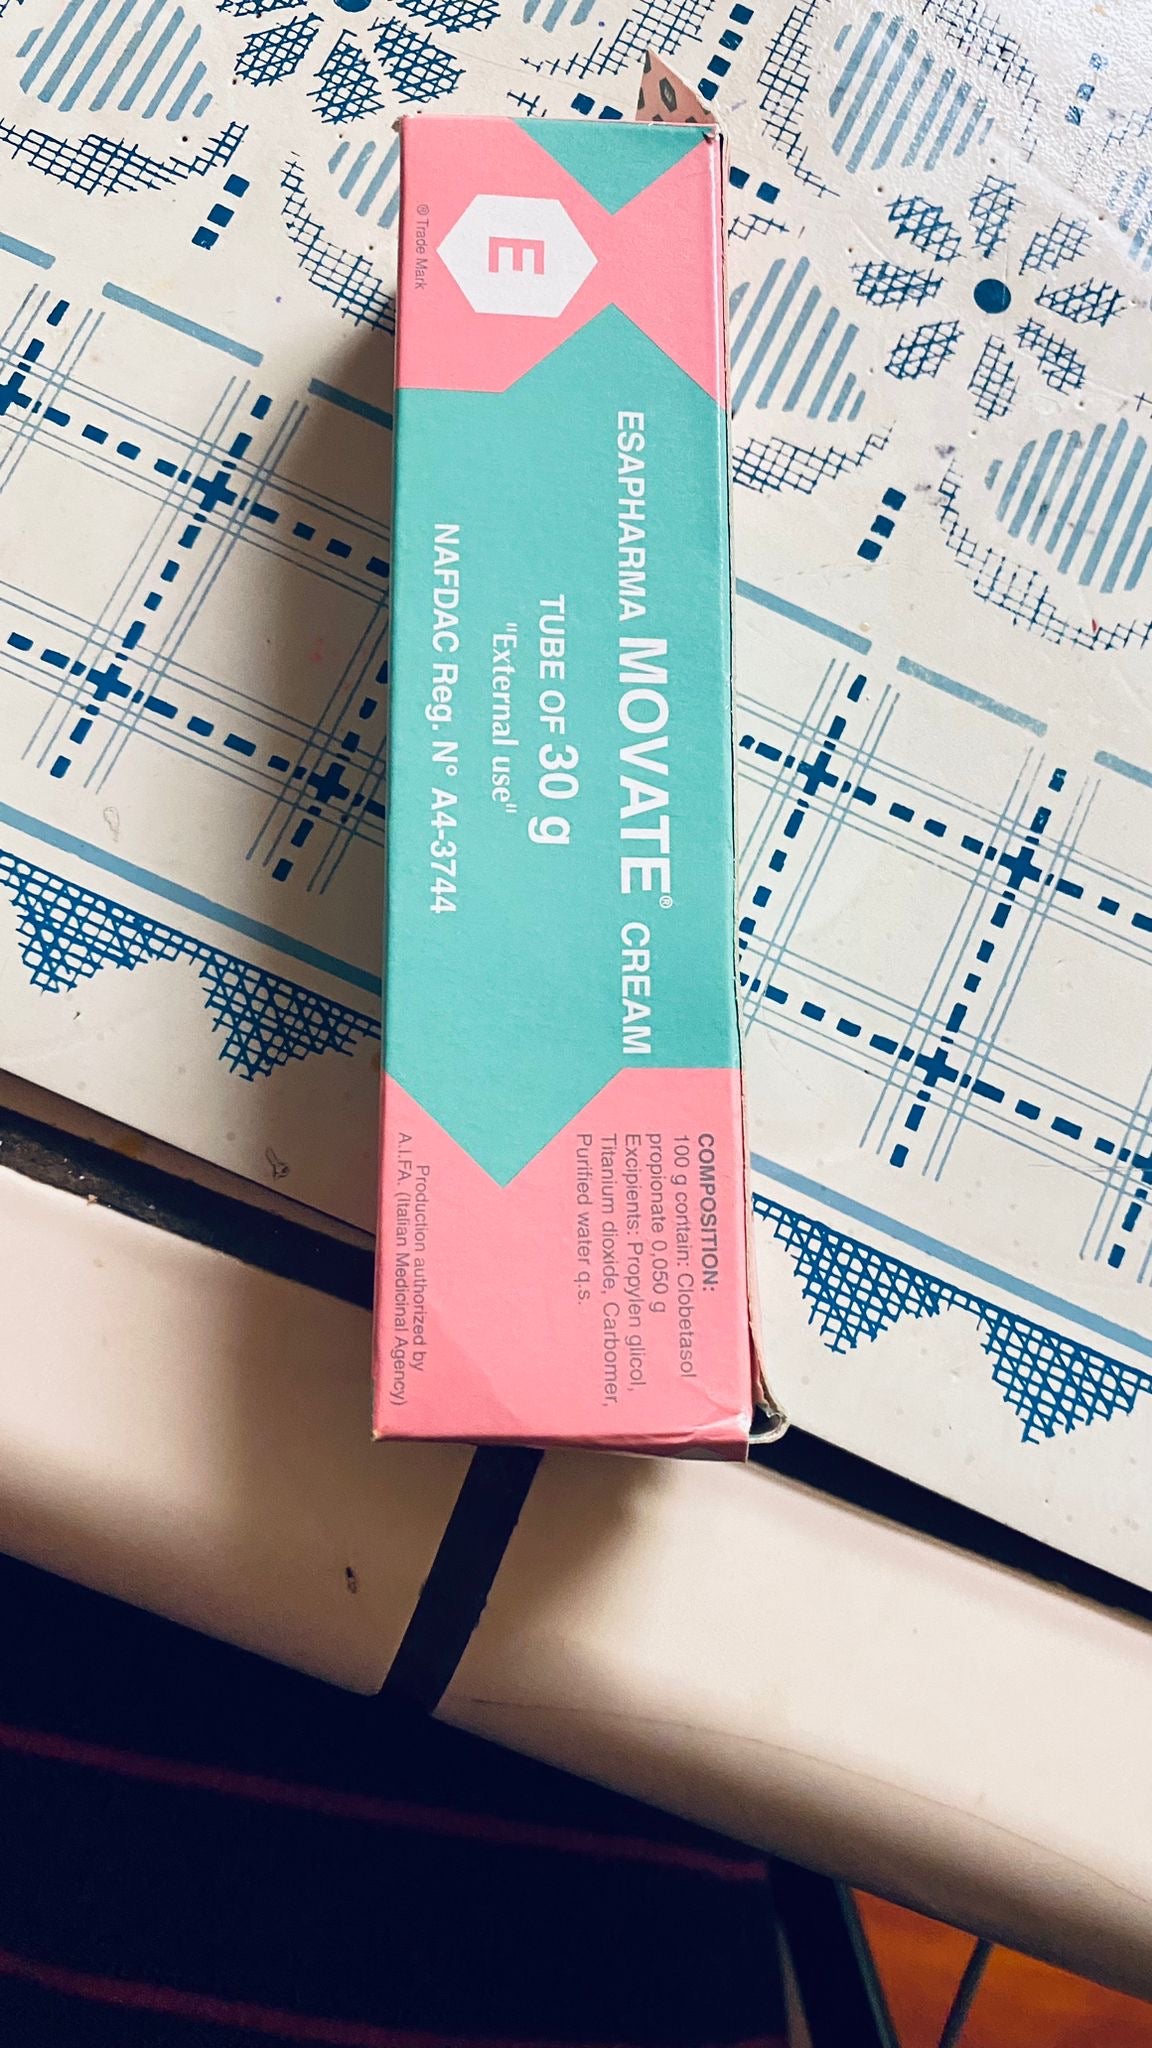 E
® Trade Mark
ESAPHARMA MOVATE® CREAM
TUBE OF 30 g
"External use"
NAFDAC Reg. N° A4-3744
COMPOSITION:
100 g contain: Clobetasol
propionate 0,050 g
Excipients: Propylen glicol,
Titanium dioxide, Carbomer,
Purified water q.s.
Production authorized by
A.I.FA. (Italian Medicinal Agency)